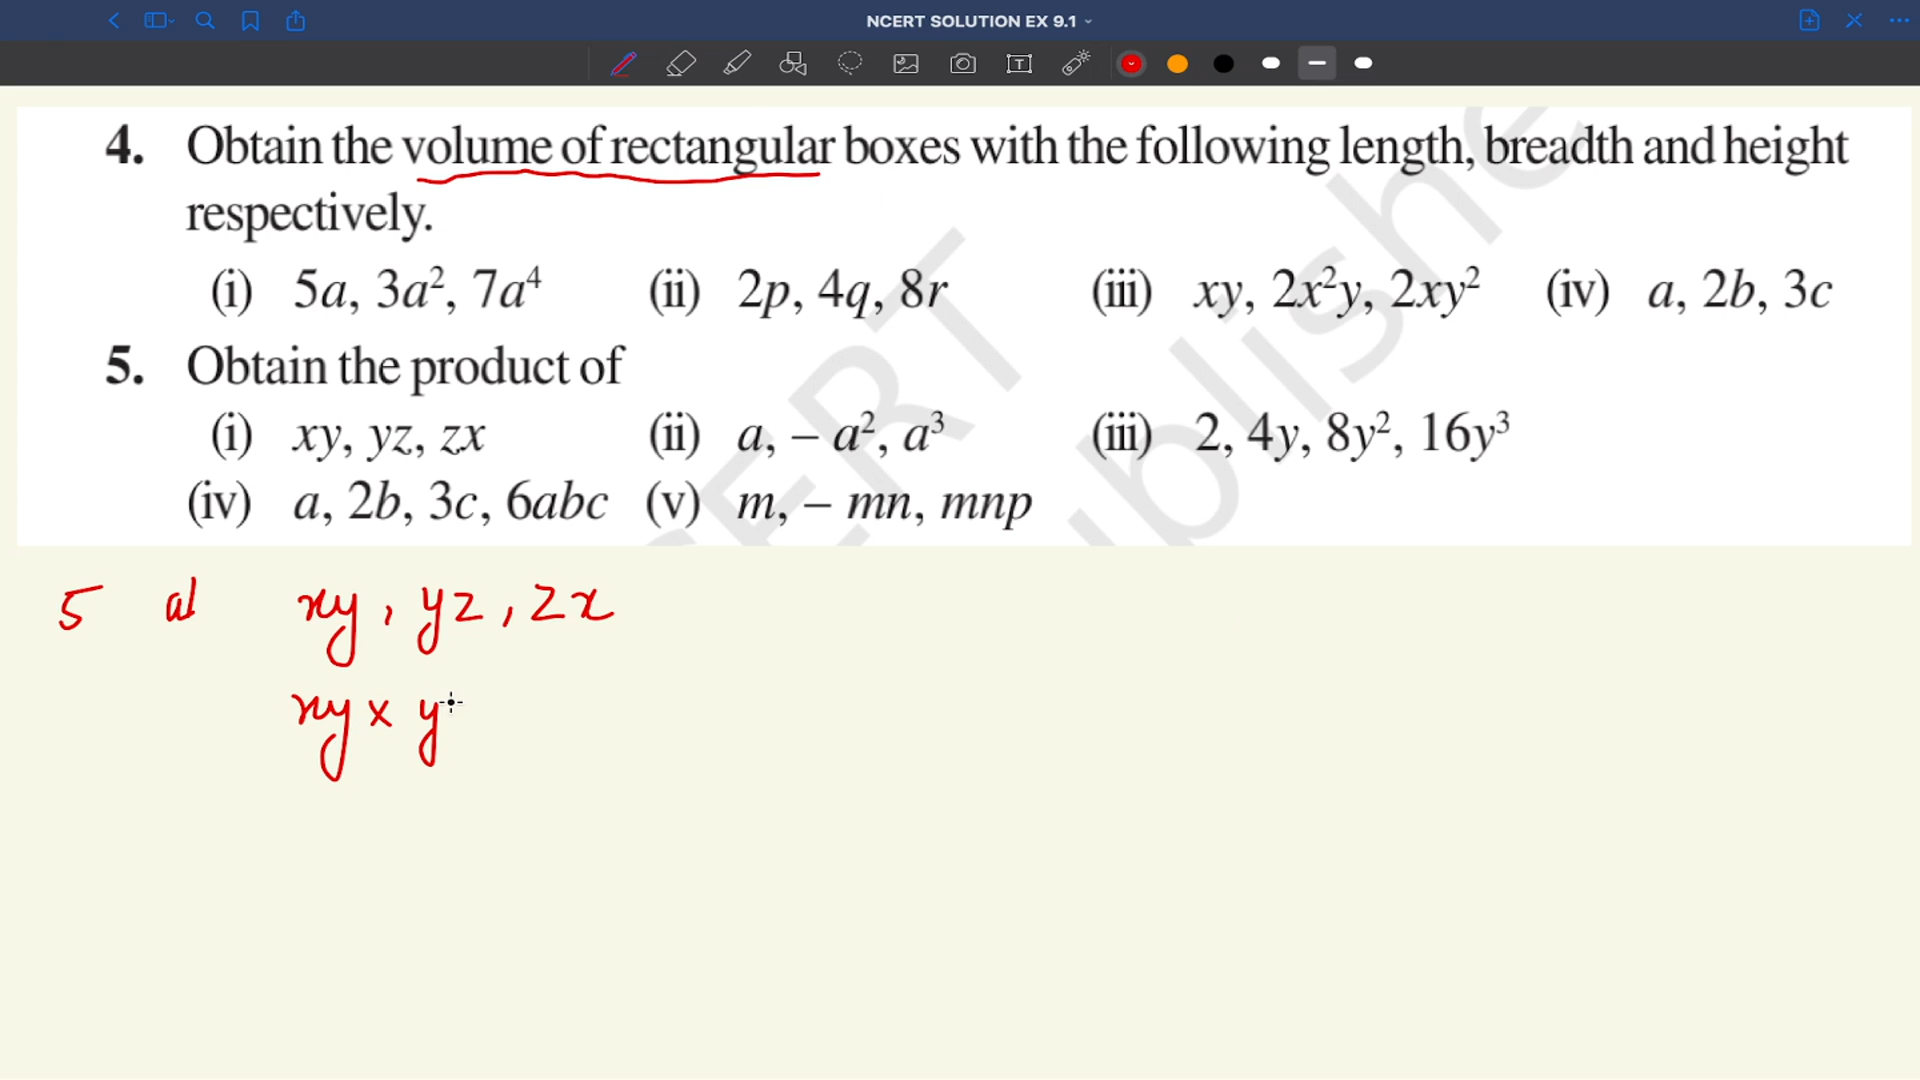 NCERT SOLUTION EX 9.1
4. Obtain the volume of rectangular boxes with the following length, breadth and height
respectively.
(i) 5a, 3a², 7a⁴ (ii) 2p, 4q, 8r (iii) xy, 2x²y, 2xy² (iv) a, 2b, 3c
5. Obtain the product of
(i) xy, yz, zx (ii) a, – a², a³ (iii) 2, 4y, 8y², 16y³
(iv) a, 2b, 3c, 6abc (v) m, – mn, mnp
5 a) xy, yz, zx
xy × y